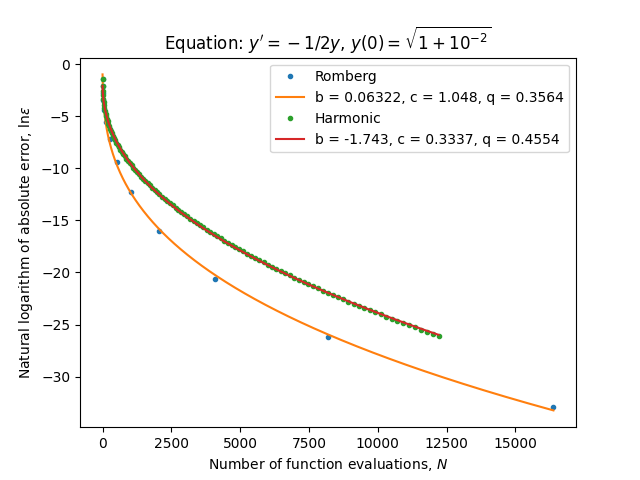 Equation: y′ = −1/2y, y(0) = √1 + 10⁻²
Romberg
b = 0.06322, c = 1.048, q = 0.3564
Harmonic
b = -1.743, c = 0.3337, q = 0.4554
Natural logarithm of absolute error, lnε
0
−5
−10
−15
−20
−25
−30
0 2500 5000 7500 10000 12500 15000
Number of function evaluations, N